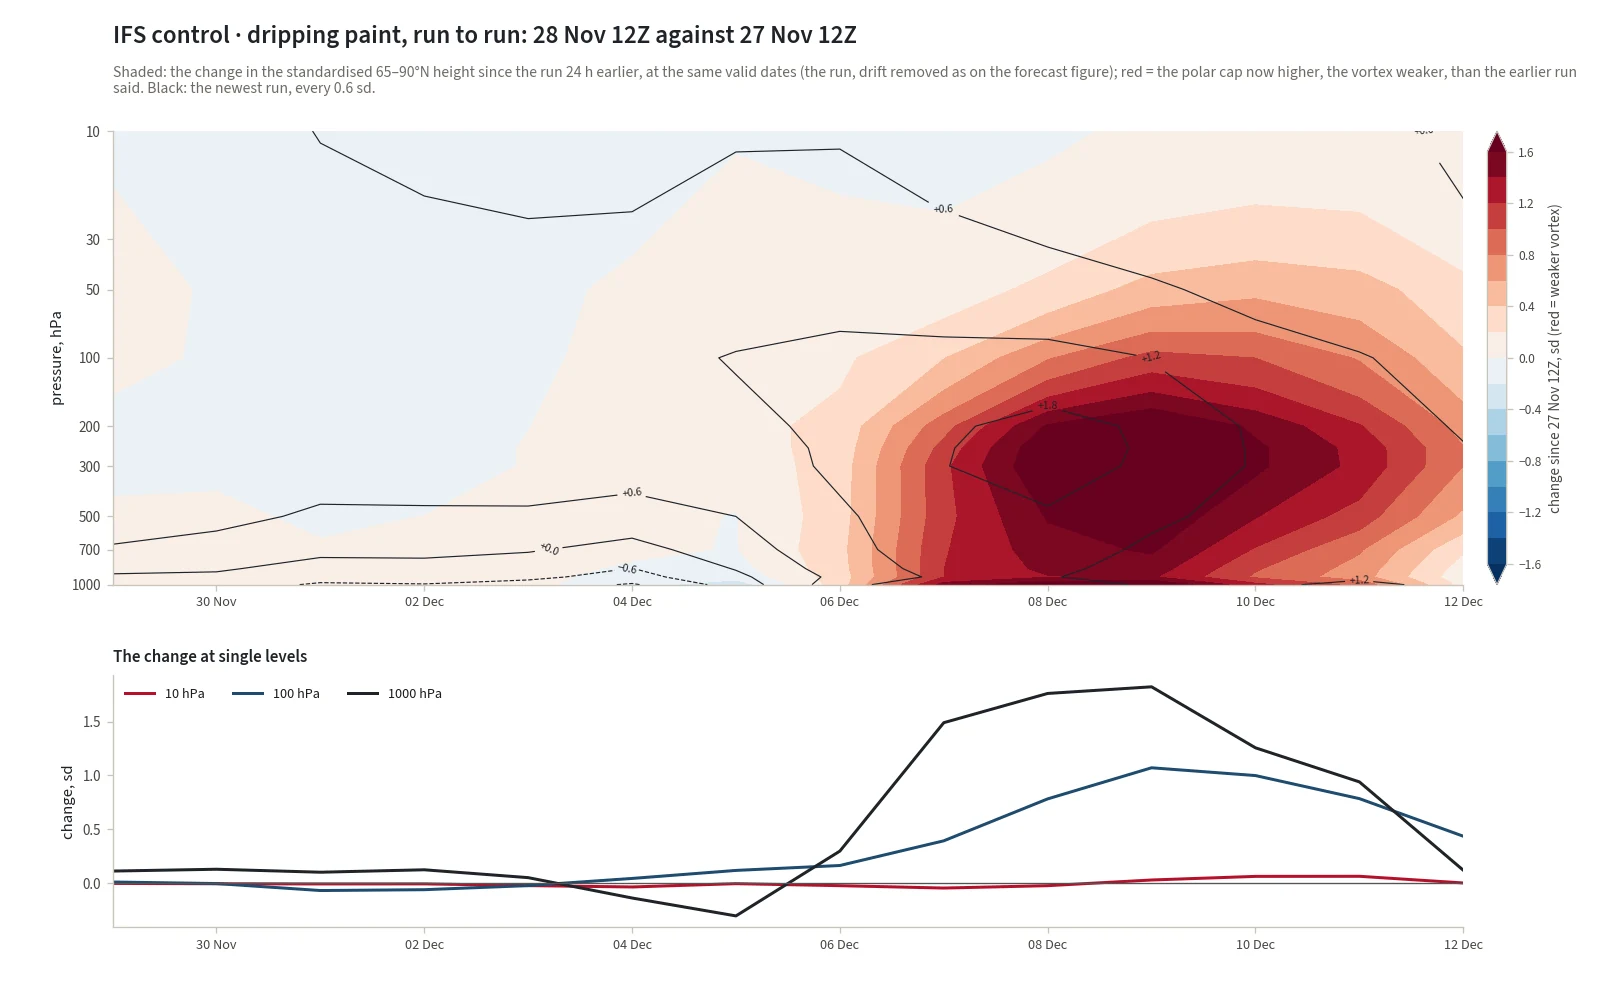 IFS control · dripping paint, run to run: 28 Nov 12Z against 27 Nov 12Z
Shaded: the change in the standardised 65–90°N height since the run 24 h earlier, at the same valid dates (the run, drift removed as on the forecast figure); red = the polar cap now higher, the vortex weaker, than the earlier run
said. Black: the newest run, every 0.6 sd.
pressure, hPa
10
30
50
100
200
300
500
700
1000
+0.6
+1.2
+1.8
+0.6
+0.0
−0.6
+1.2
30 Nov
02 Dec
04 Dec
06 Dec
08 Dec
10 Dec
12 Dec
1.6
1.2
0.8
0.4
0.0
−0.4
−0.8
−1.2
−1.6
change since 27 Nov 12Z, sd (red = weaker vortex)
The change at single levels
10 hPa
100 hPa
1000 hPa
change, sd
1.5
1.0
0.5
0.0
30 Nov
02 Dec
04 Dec
06 Dec
08 Dec
10 Dec
12 Dec